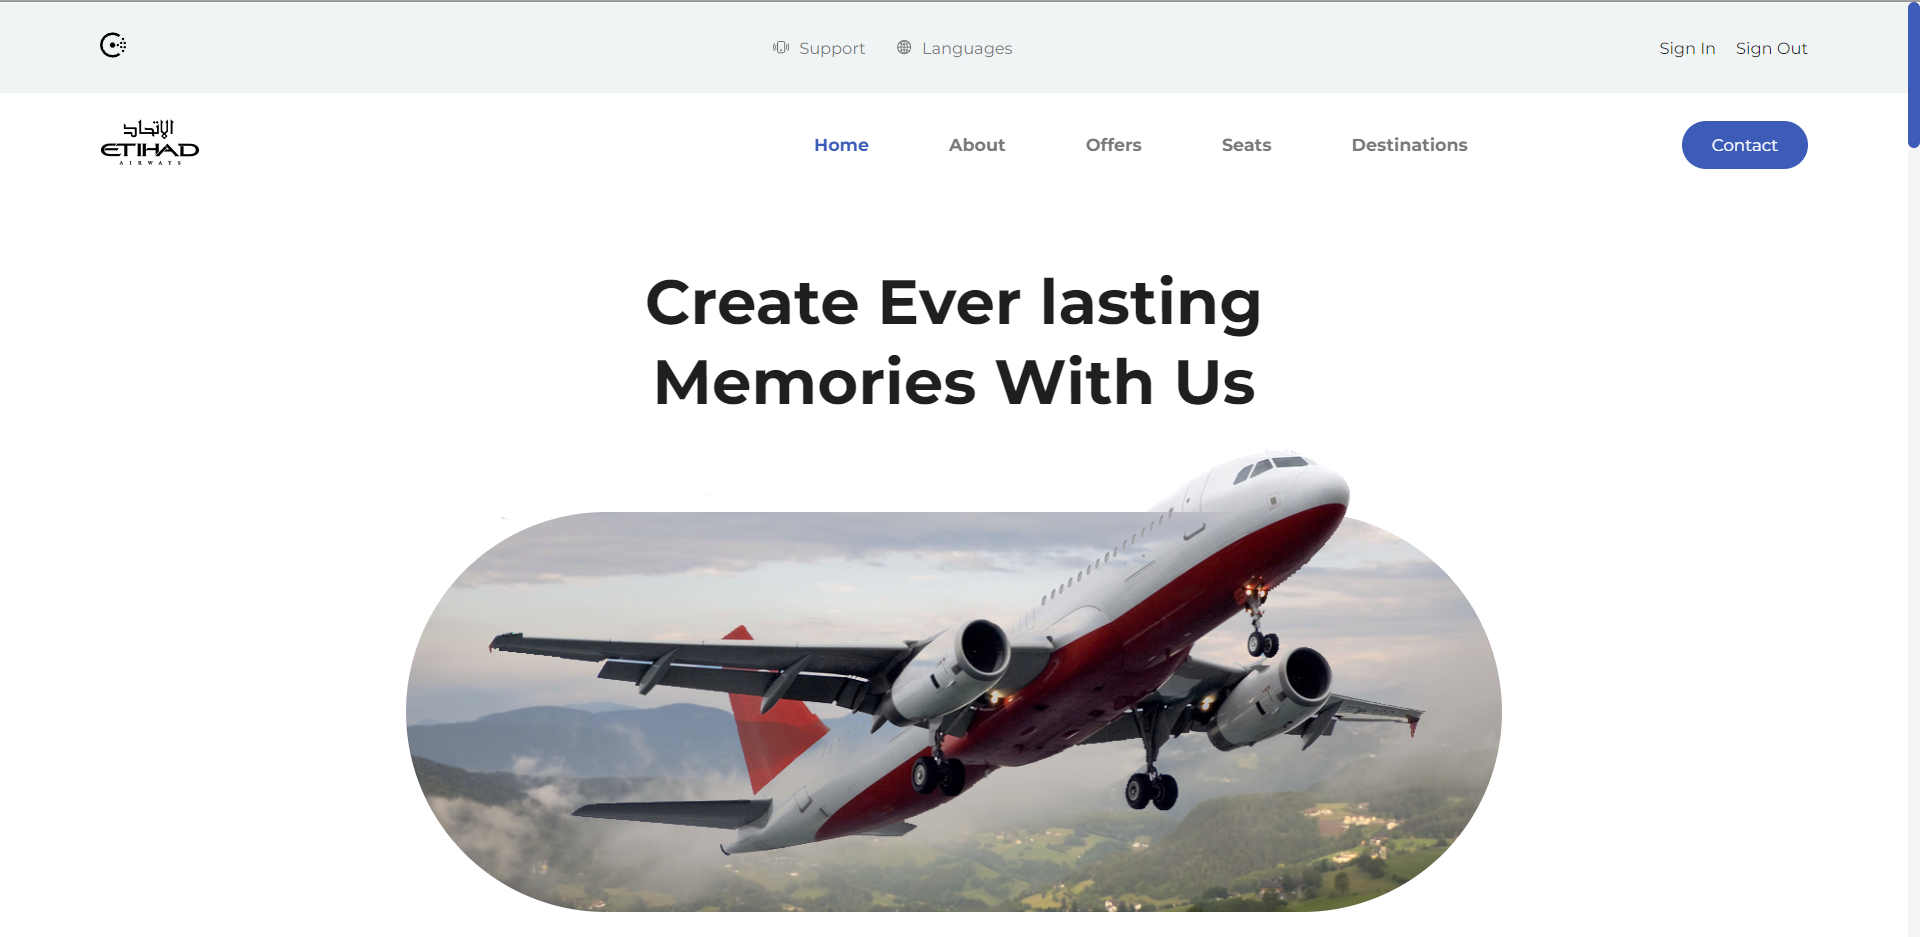 Support Languages Sign In Sign Out
الإتحاد
ETIHAD
AIRWAYS
Home About Offers Seats Destinations Contact
Create Ever lasting
Memories With Us